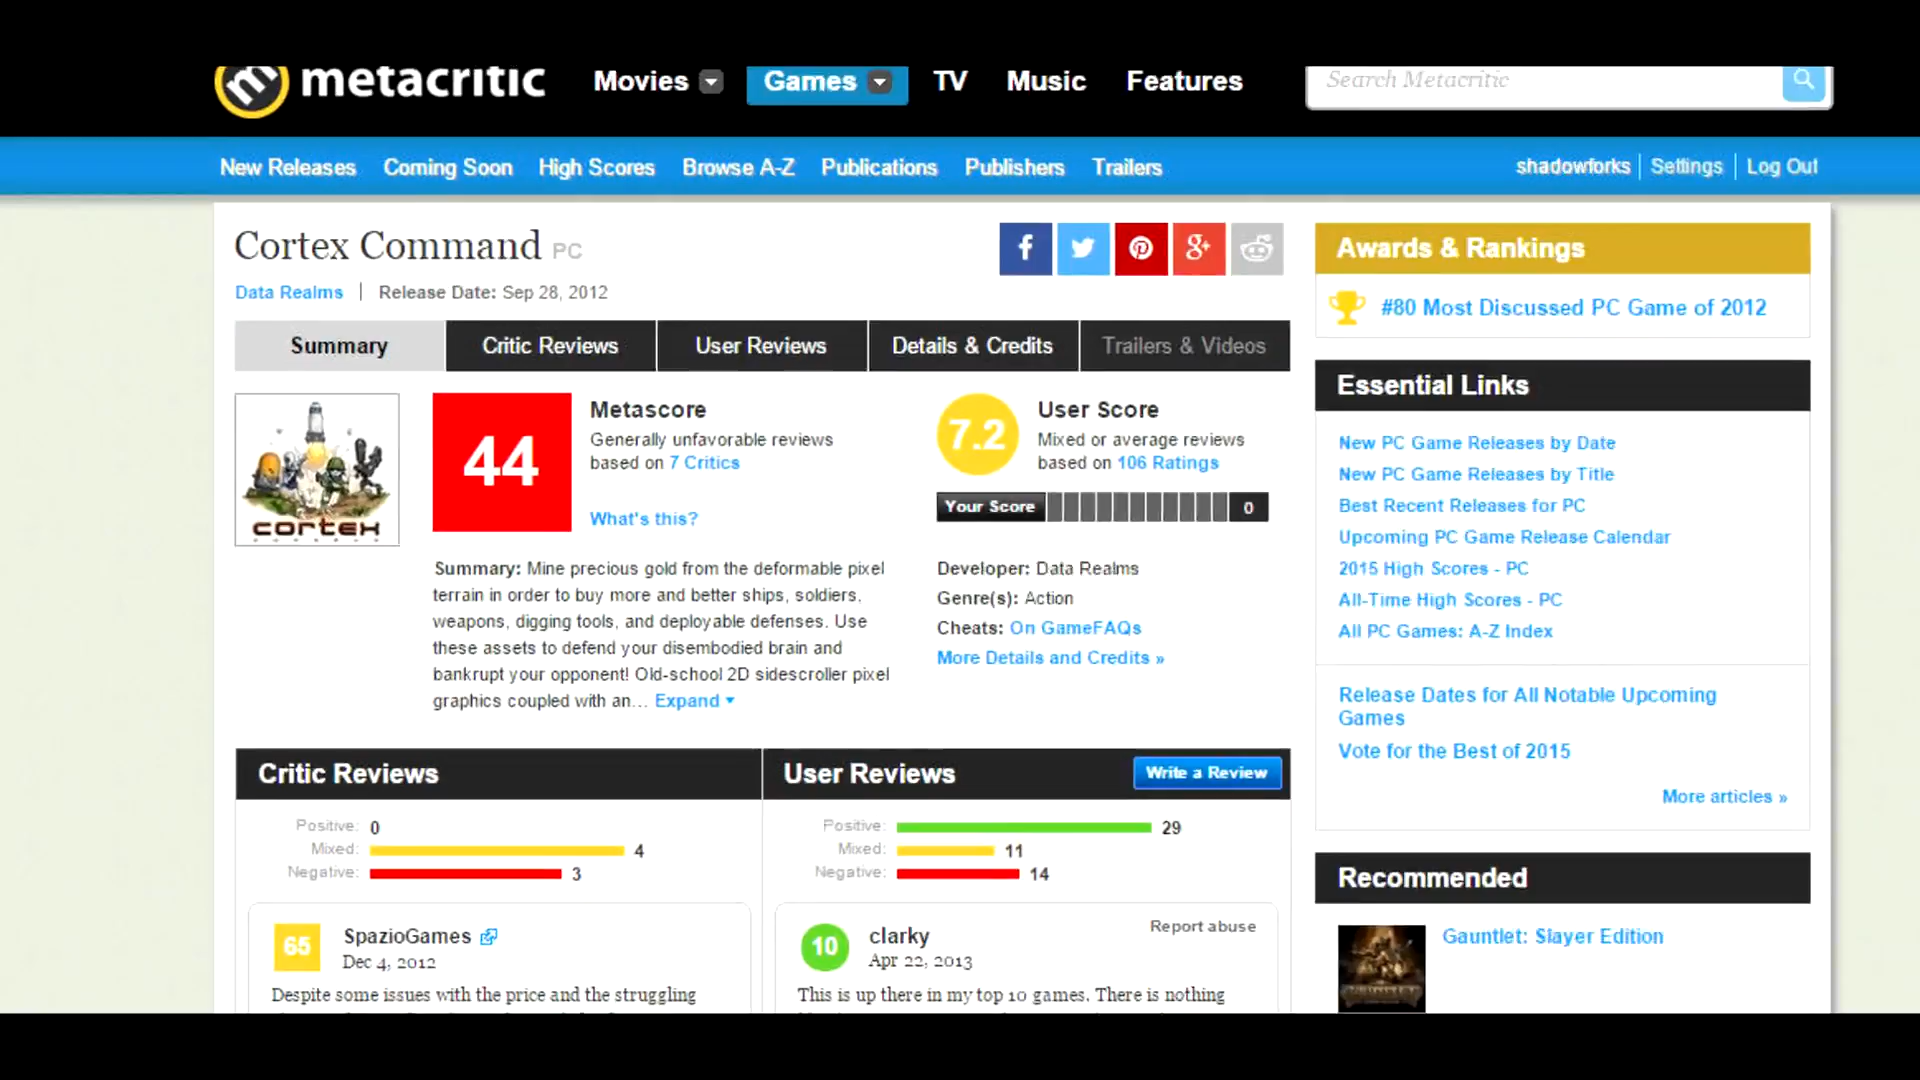 metacritic Movies Games TV Music Features Search Metacritic
New Releases Coming Soon High Scores Browse A-Z Publications Publishers Trailers shadowforks Settings Log Out
Cortex Command PC
Data Realms | Release Date: Sep 28, 2012
Summary Critic Reviews User Reviews Details & Credits Trailers & Videos
cortex
44
Metascore
Generally unfavorable reviews
based on 7 Critics
What's this?
7.2
User Score
Mixed or average reviews
based on 106 Ratings
Your Score 0
Summary: Mine precious gold from the deformable pixel
terrain in order to buy more and better ships, soldiers,
weapons, digging tools, and deployable defenses. Use
these assets to defend your disembodied brain and
bankrupt your opponent! Old-school 2D sidescroller pixel
graphics coupled with an... Expand
Developer: Data Realms
Genre(s): Action
Cheats: On GameFAQs
More Details and Credits »
Critic Reviews
Positive: 0
Mixed: 4
Negative: 3
65 SpazioGames
Dec 4, 2012
Despite some issues with the price and the struggling
User Reviews Write a Review
Positive: 29
Mixed: 11
Negative: 14
10 clarky Report abuse
Apr 22, 2013
This is up there in my top 10 games. There is nothing
f g+
Awards & Rankings
#80 Most Discussed PC Game of 2012
Essential Links
New PC Game Releases by Date
New PC Game Releases by Title
Best Recent Releases for PC
Upcoming PC Game Release Calendar
2015 High Scores - PC
All-Time High Scores - PC
All PC Games: A-Z Index
Release Dates for All Notable Upcoming
Games
Vote for the Best of 2015
More articles »
Recommended
Gauntlet: Slayer Edition